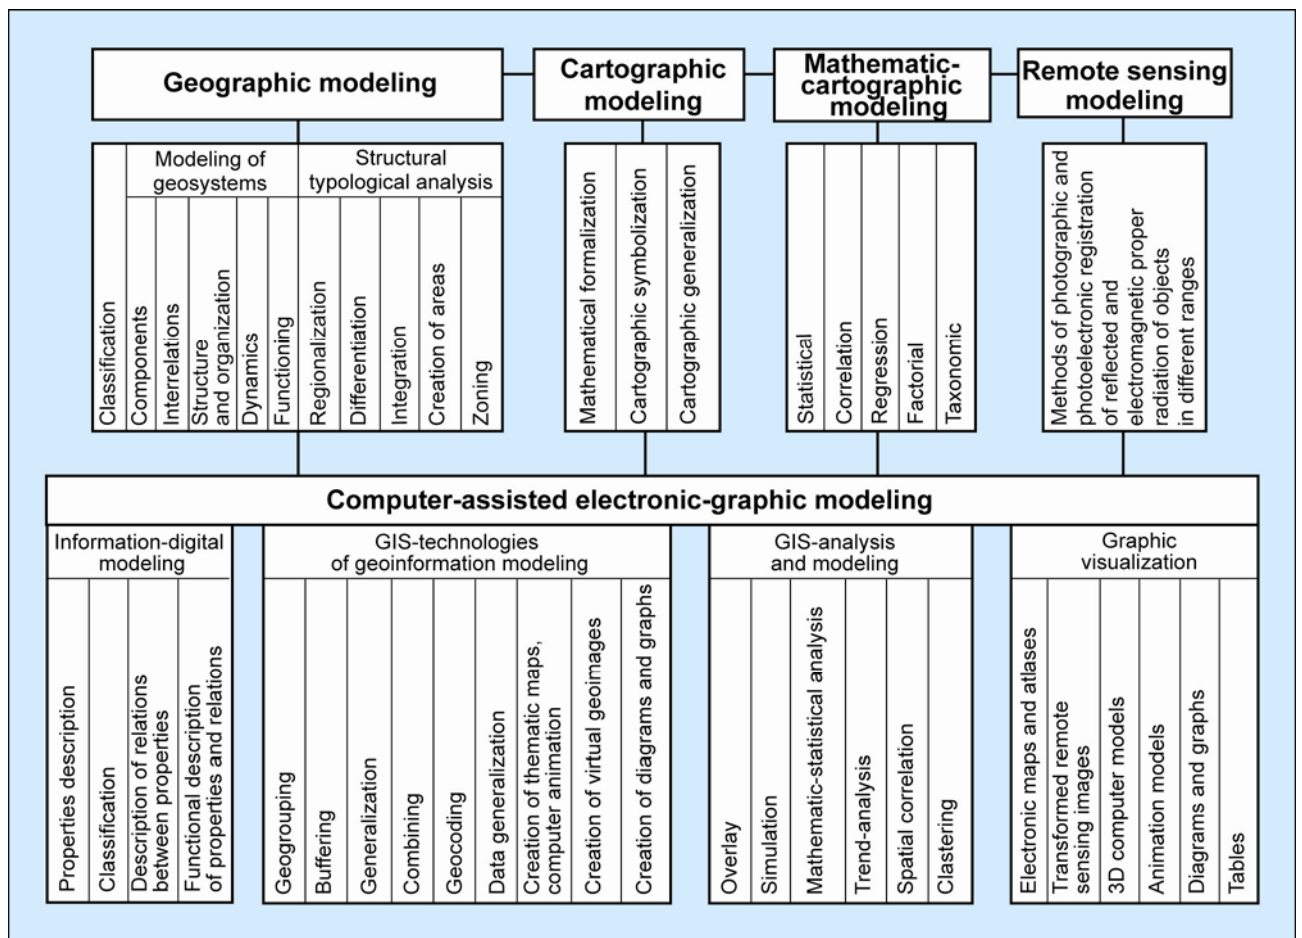 Geographic modeling
Cartographic
modeling
Mathematic-
cartographic
modeling
Remote sensing
modeling
Classification
Modeling of
geosystems
Components
Interrelations
Structure
and organization
Dynamics
Functioning
Structural
typological analysis
Regionalization
Differentiation
Integration
Creation of areas
Zoning
Mathematical formalization
Cartographic symbolization
Cartographic generalization
Statistical
Correlation
Regression
Factorial
Taxonomic
Methods of photographic and
photoelectronic registration
of reflected and
electromagnetic proper
radiation of objects
in different ranges
Computer-assisted electronic-graphic modeling
Information-digital
modeling
Properties description
Classification
Description of relations
between properties
Functional description
of properties and relations
GIS-technologies
of geoinformation modeling
Geogrouping
Buffering
Generalization
Combining
Geocoding
Data generalization
Creation of thematic maps,
computer animation
Creation of virtual geoimages
Creation of diagrams and graphs
GIS-analysis
and modeling
Overlay
Simulation
Mathematic-statistical analysis
Trend-analysis
Spatial correlation
Clastering
Graphic
visualization
Electronic maps and atlases
Transformed remote
sensing images
3D computer models
Animation models
Diagrams and graphs
Tables